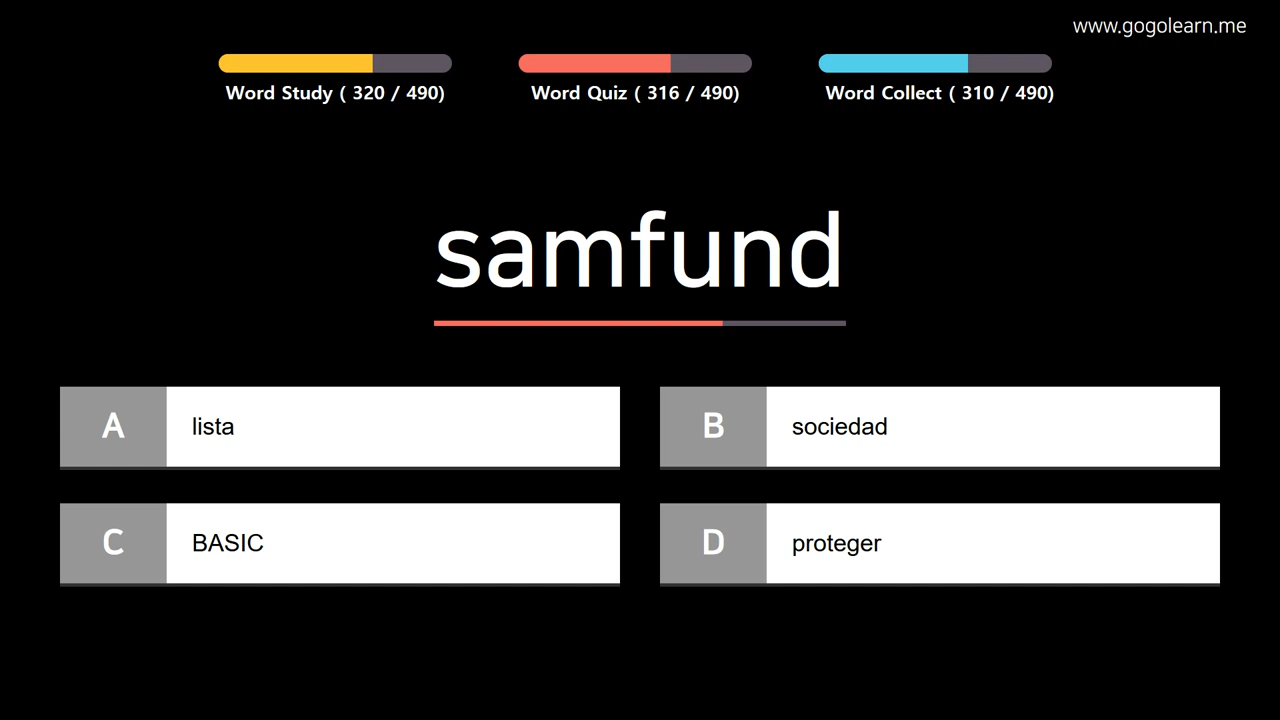 www.gogolearn.me
Word Study ( 320 / 490)
Word Quiz ( 316 / 490)
Word Collect ( 310 / 490)
samfund
A lista
B sociedad
C BASIC
D proteger